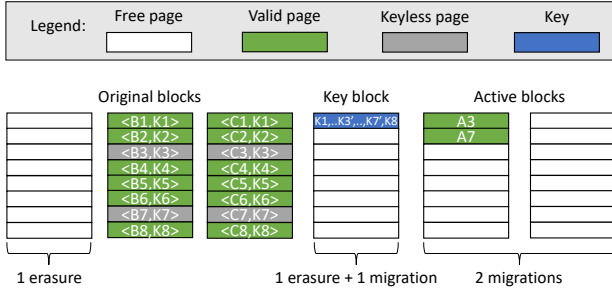 Legend:
Free page
Valid page
Keyless page
Key
Original blocks
Key block
Active blocks
<B1,K1>
<C1,K1>
K1,..K3',..,K7',K8
A3
<B2,K2>
<C2,K2>
A7
<B3,K3>
<C3,K3>
<B4,K4>
<C4,K4>
<B5,K5>
<C5,K5>
<B6,K6>
<C6,K6>
<B7,K7>
<C7,K7>
<B8,K8>
<C8,K8>
1 erasure
1 erasure + 1 migration
2 migrations